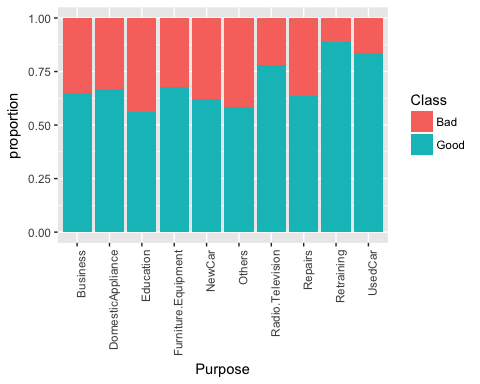 1.00
0.75
0.50
0.25
0.00
proportion
Business
DomesticAppliance
Education
Furniture.Equipment
NewCar
Others
Radio.Television
Repairs
Retraining
UsedCar
Purpose
Class
Bad
Good